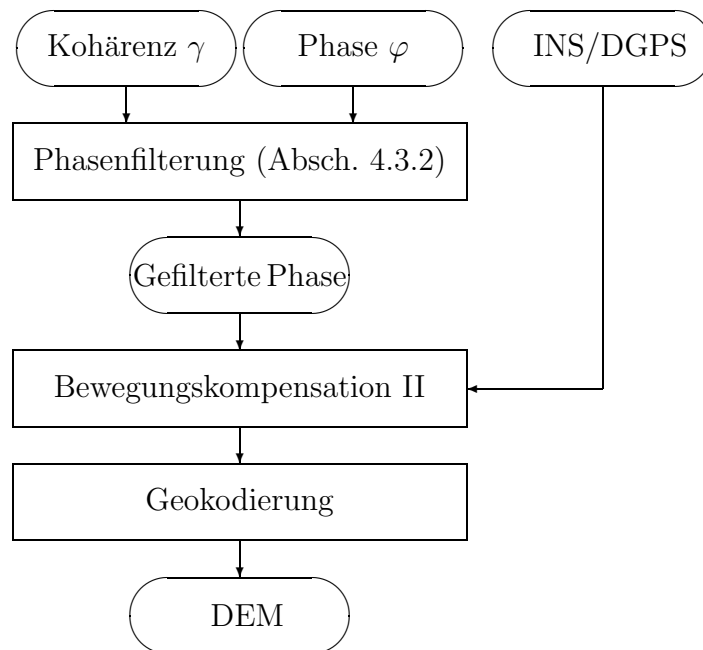 Kohärenz γ
Phase φ
INS/DGPS
Phasenfilterung (Absch. 4.3.2)
Gefilterte Phase
Bewegungskompensation II
Geokodierung
DEM